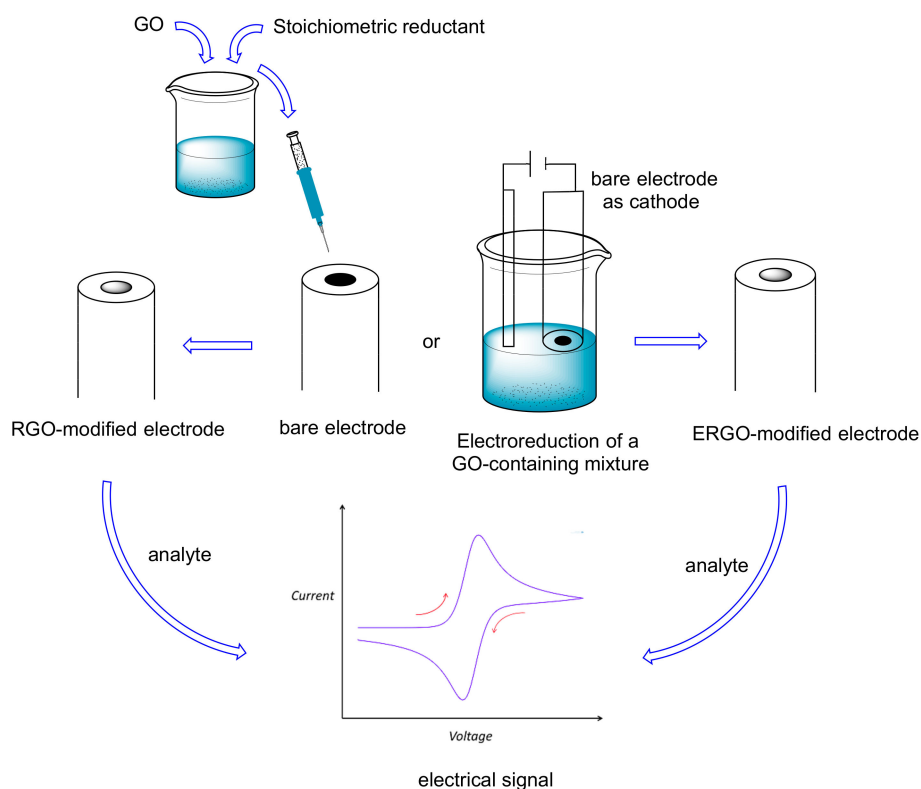 GO
Stoichiometric reductant
bare electrode
as cathode
or
RGO-modified electrode
bare electrode
Electroreduction of a
GO-containing mixture
ERGO-modified electrode
analyte
analyte
Current
Voltage
electrical signal